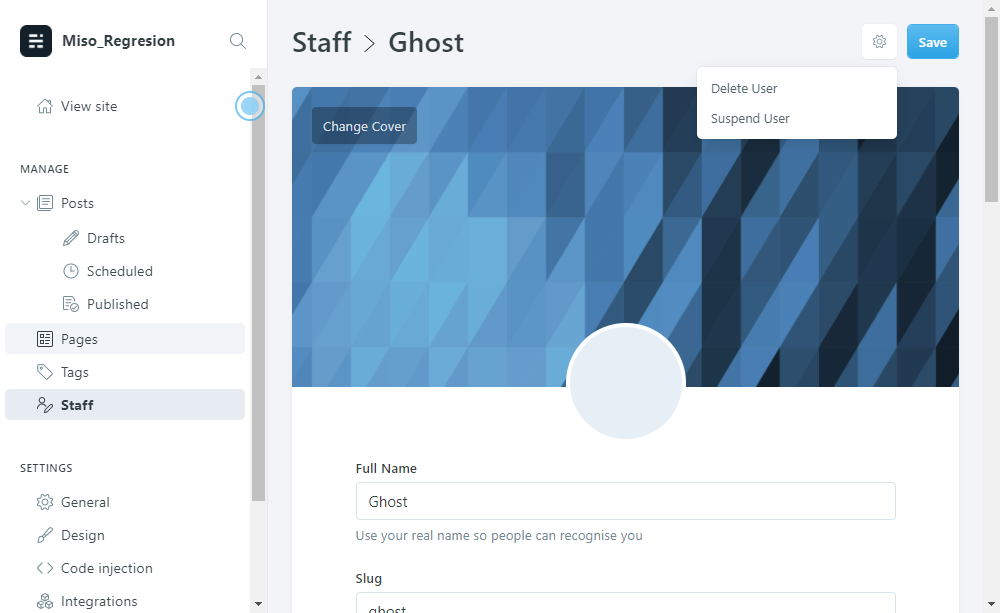 Miso_Regresion
View site
MANAGE
Posts
Drafts
Scheduled
Published
Pages
Tags
Staff
SETTINGS
General
Design
Code injection
Integrations
Staff > Ghost
Save
Delete User
Suspend User
Change Cover
Full Name
Ghost
Use your real name so people can recognise you
Slug
ghost